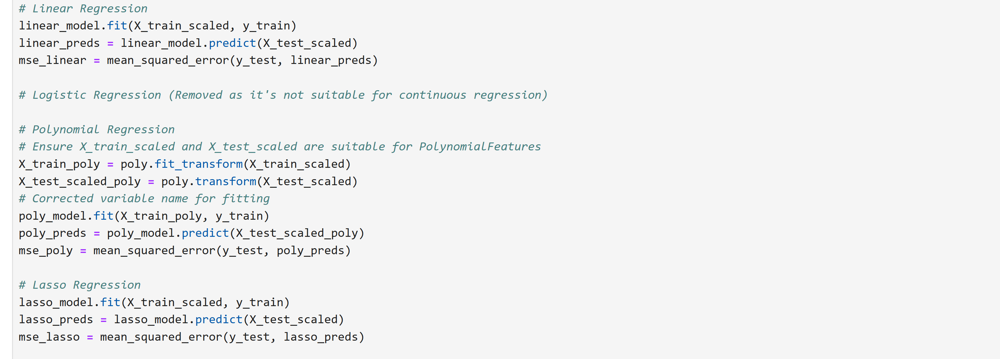 # Linear Regression
linear_model.fit(X_train_scaled, y_train)
linear_preds = linear_model.predict(X_test_scaled)
mse_linear = mean_squared_error(y_test, linear_preds)
# Logistic Regression (Removed as it's not suitable for continuous regression)
# Polynomial Regression
# Ensure X_train_scaled and X_test_scaled are suitable for PolynomialFeatures
X_train_poly = poly.fit_transform(X_train_scaled)
X_test_scaled_poly = poly.transform(X_test_scaled)
# Corrected variable name for fitting
poly_model.fit(X_train_poly, y_train)
poly_preds = poly_model.predict(X_test_scaled_poly)
mse_poly = mean_squared_error(y_test, poly_preds)
# Lasso Regression
lasso_model.fit(X_train_scaled, y_train)
lasso_preds = lasso_model.predict(X_test_scaled)
mse_lasso = mean_squared_error(y_test, lasso_preds)